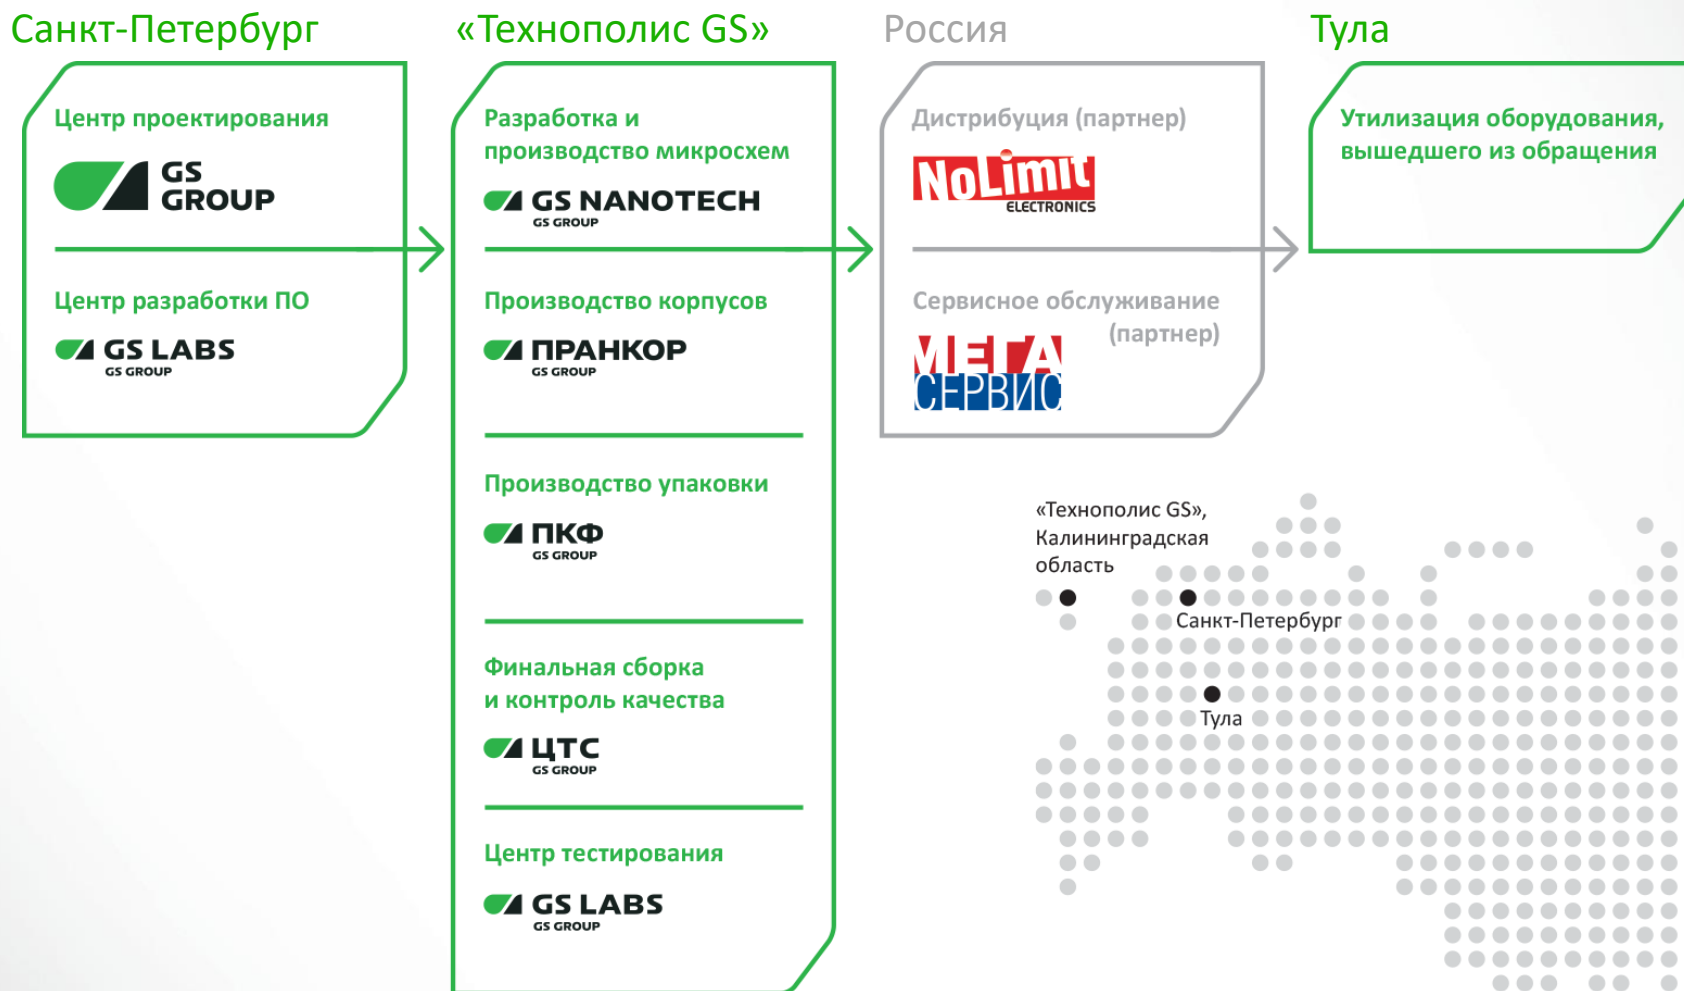 Санкт-Петербург
Центр проектирования
GS
GROUP
Центр разработки ПО
GS LABS
GS GROUP
«Технополис GS»
Разработка и
производство микросхем
GS NANOTECH
GS GROUP
Производство корпусов
ПРАНКОР
GS GROUP
Производство упаковки
ПКФ
GS GROUP
Финальная сборка
и контроль качества
ЦТС
GS GROUP
Центр тестирования
GS LABS
GS GROUP
Россия
Дистрибуция (партнер)
NoLimit
ELECTRONICS
Сервисное обслуживание
(партнер)
МЕГА
СЕРВИС
Тула
Утилизация оборудования,
вышедшего из обращения
«Технополис GS»,
Калининградская
область
Санкт-Петербург
Тула